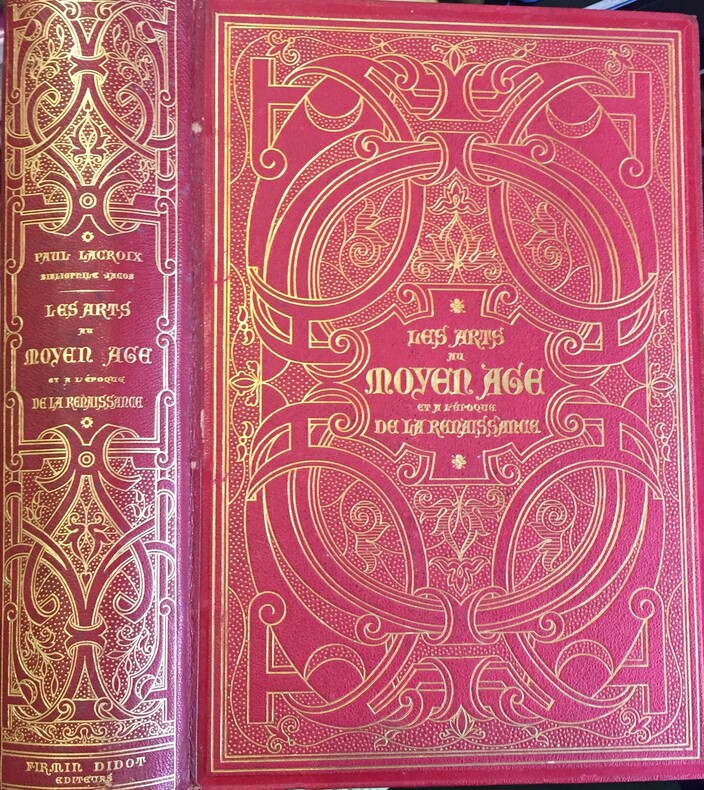 PAUL LACROIX
BIBLIOPHILE JACOB
LES ARTS
AU
MOYEN AGE
ET A L'ÉPOQUE
DE LA RENAISSANCE
FIRMIN DIDOT
EDITEURS
LES ARTS
AU
MOYEN AGE
ET A L'ÉPOQUE
DE LA RENAISSANCE